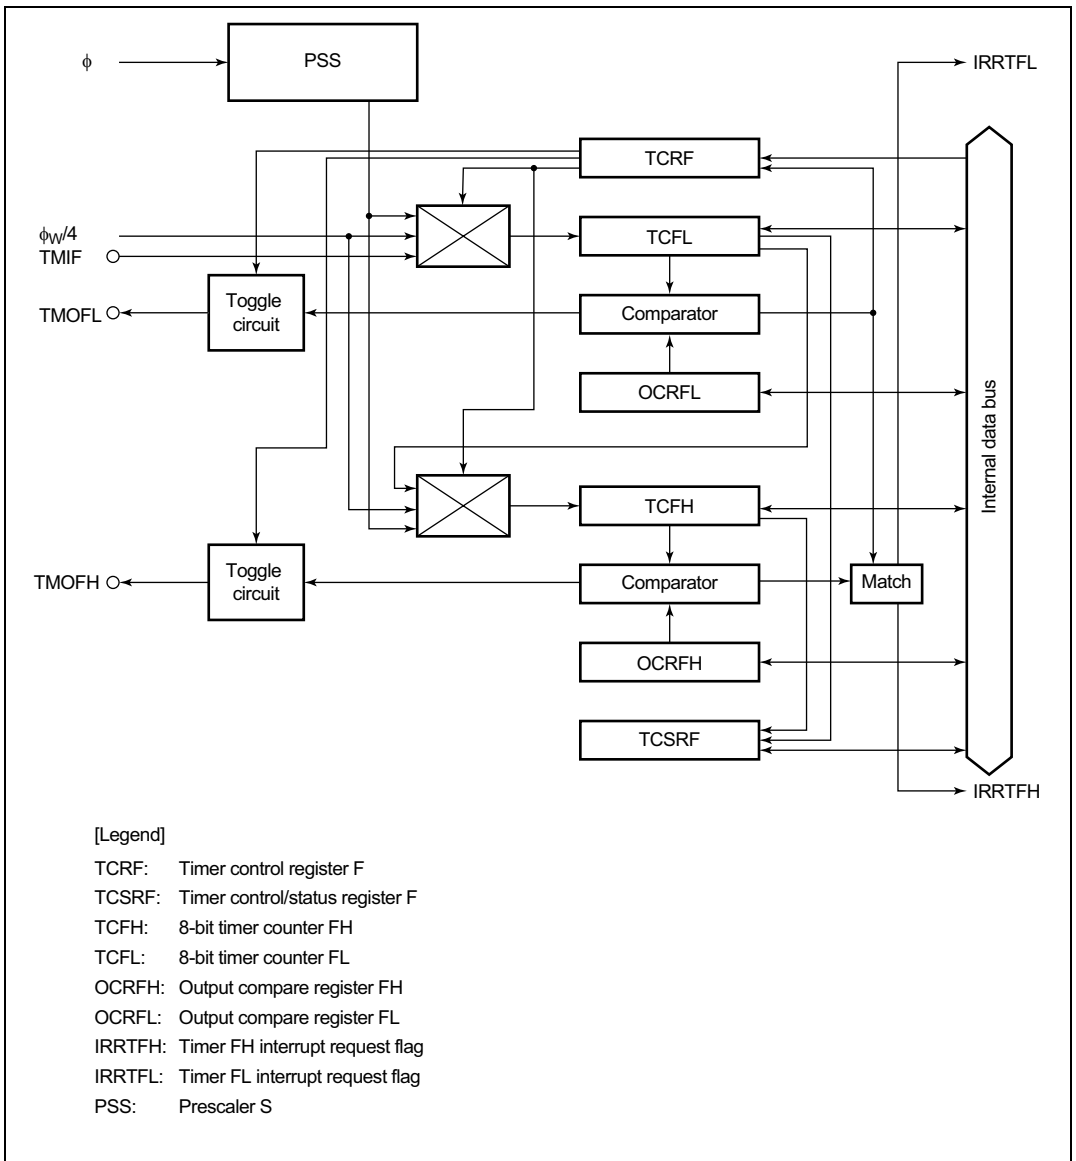 φ
PSS
IRRTFL
TCRF
φW/4
TMIF
TCFL
TMOFL
Toggle
circuit
Comparator
OCRFL
Internal data bus
TCFH
TMOFH
Toggle
circuit
Comparator
Match
OCRFH
TCSRF
IRRTFH
[Legend]
TCRF: Timer control register F
TCSRF: Timer control/status register F
TCFH: 8-bit timer counter FH
TCFL: 8-bit timer counter FL
OCRFH: Output compare register FH
OCRFL: Output compare register FL
IRRTFH: Timer FH interrupt request flag
IRRTFL: Timer FL interrupt request flag
PSS: Prescaler S